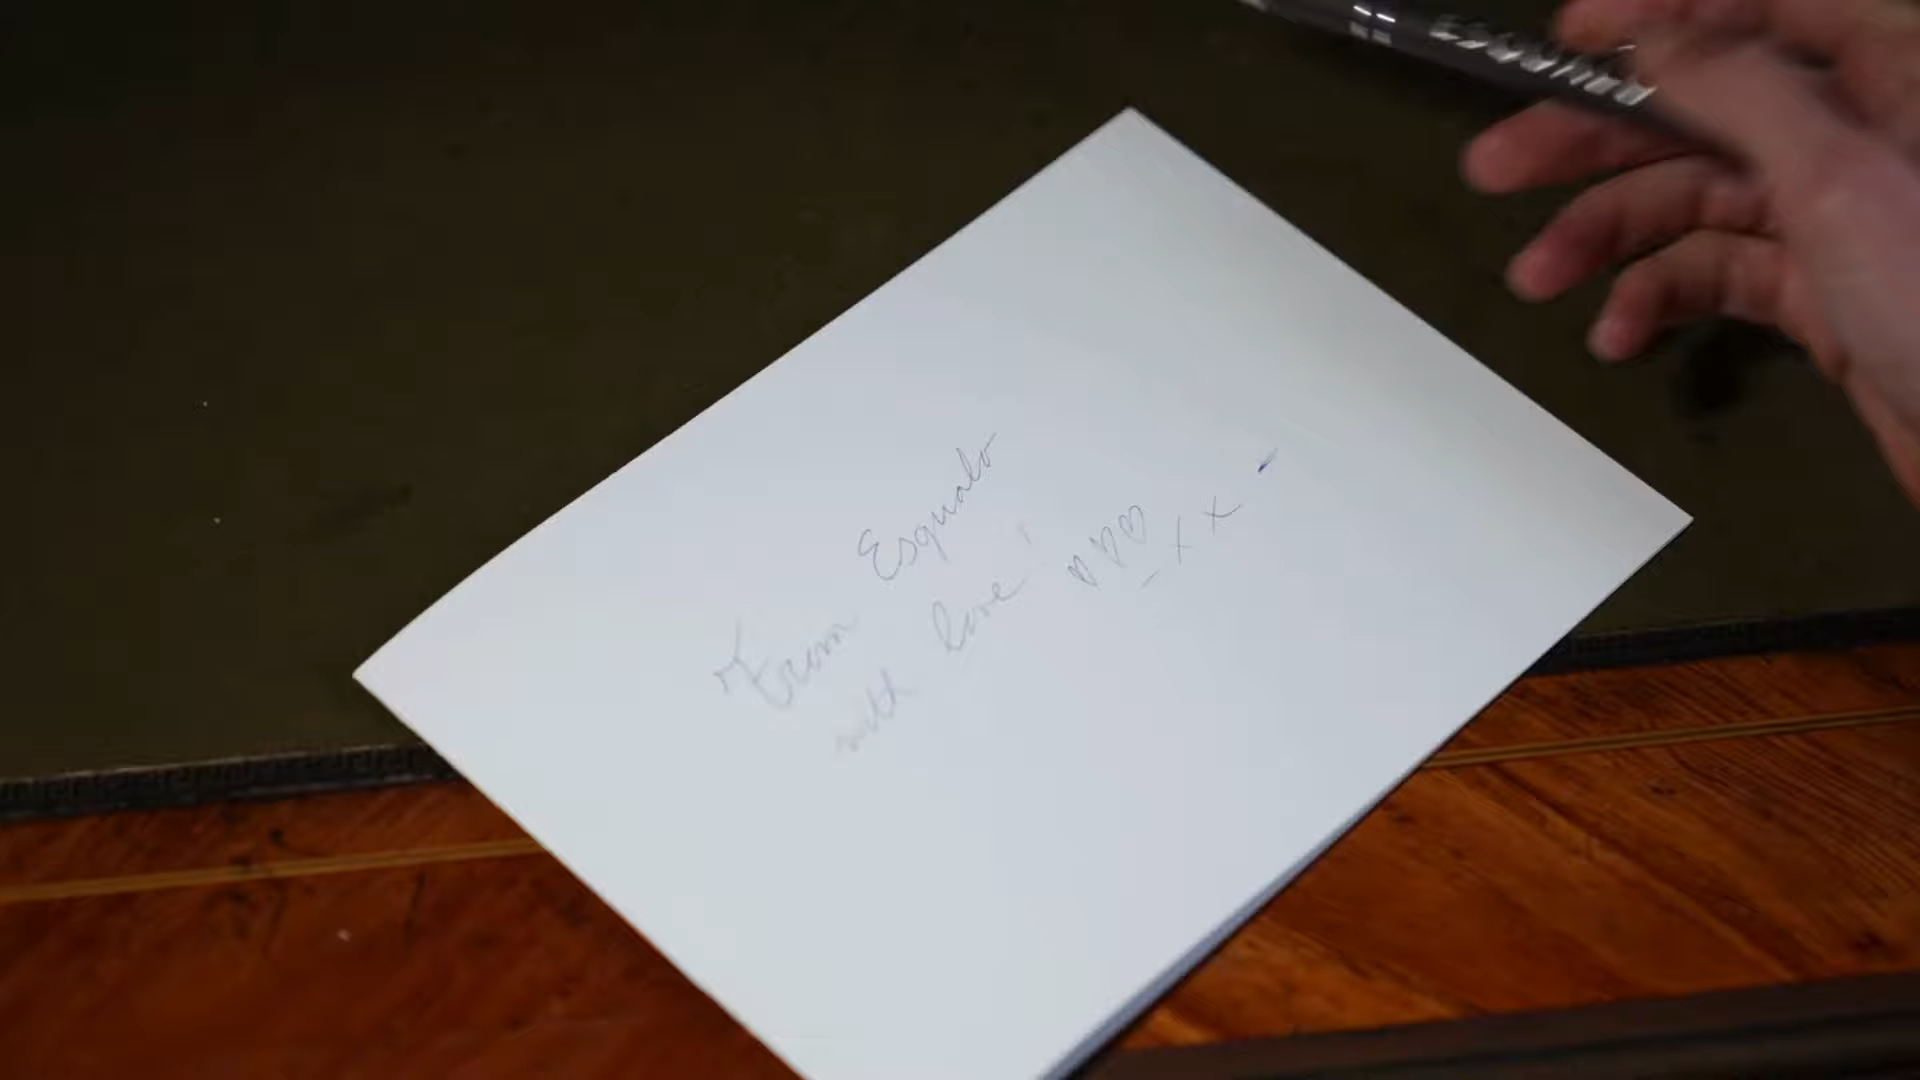 From Esqualo
with love! ♡♡♡ _ x x -